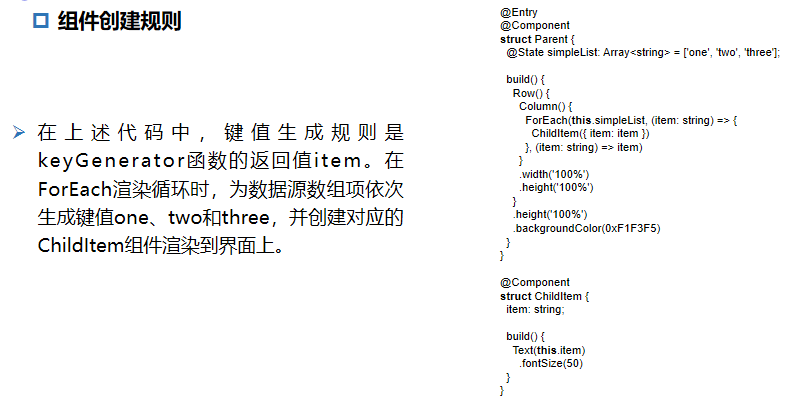 组件创建规则
在上述代码中，键值生成规则是
keyGenerator函数的返回值item。在
ForEach渲染循环时，为数据源数组项依次
生成键值one、two和three，并创建对应的
ChildItem组件渲染到界面上。
@Entry
@Component
struct Parent {
  @State simpleList: Array<string> = ['one', 'two', 'three'];

  build() {
    Row() {
      Column() {
        ForEach(this.simpleList, (item: string) => {
          ChildItem({ item: item })
        }, (item: string) => item)
      }
      .width('100%')
      .height('100%')
    }
    .height('100%')
    .backgroundColor(0xF1F3F5)
  }
}

@Component
struct ChildItem {
  item: string;

  build() {
    Text(this.item)
      .fontSize(50)
  }
}